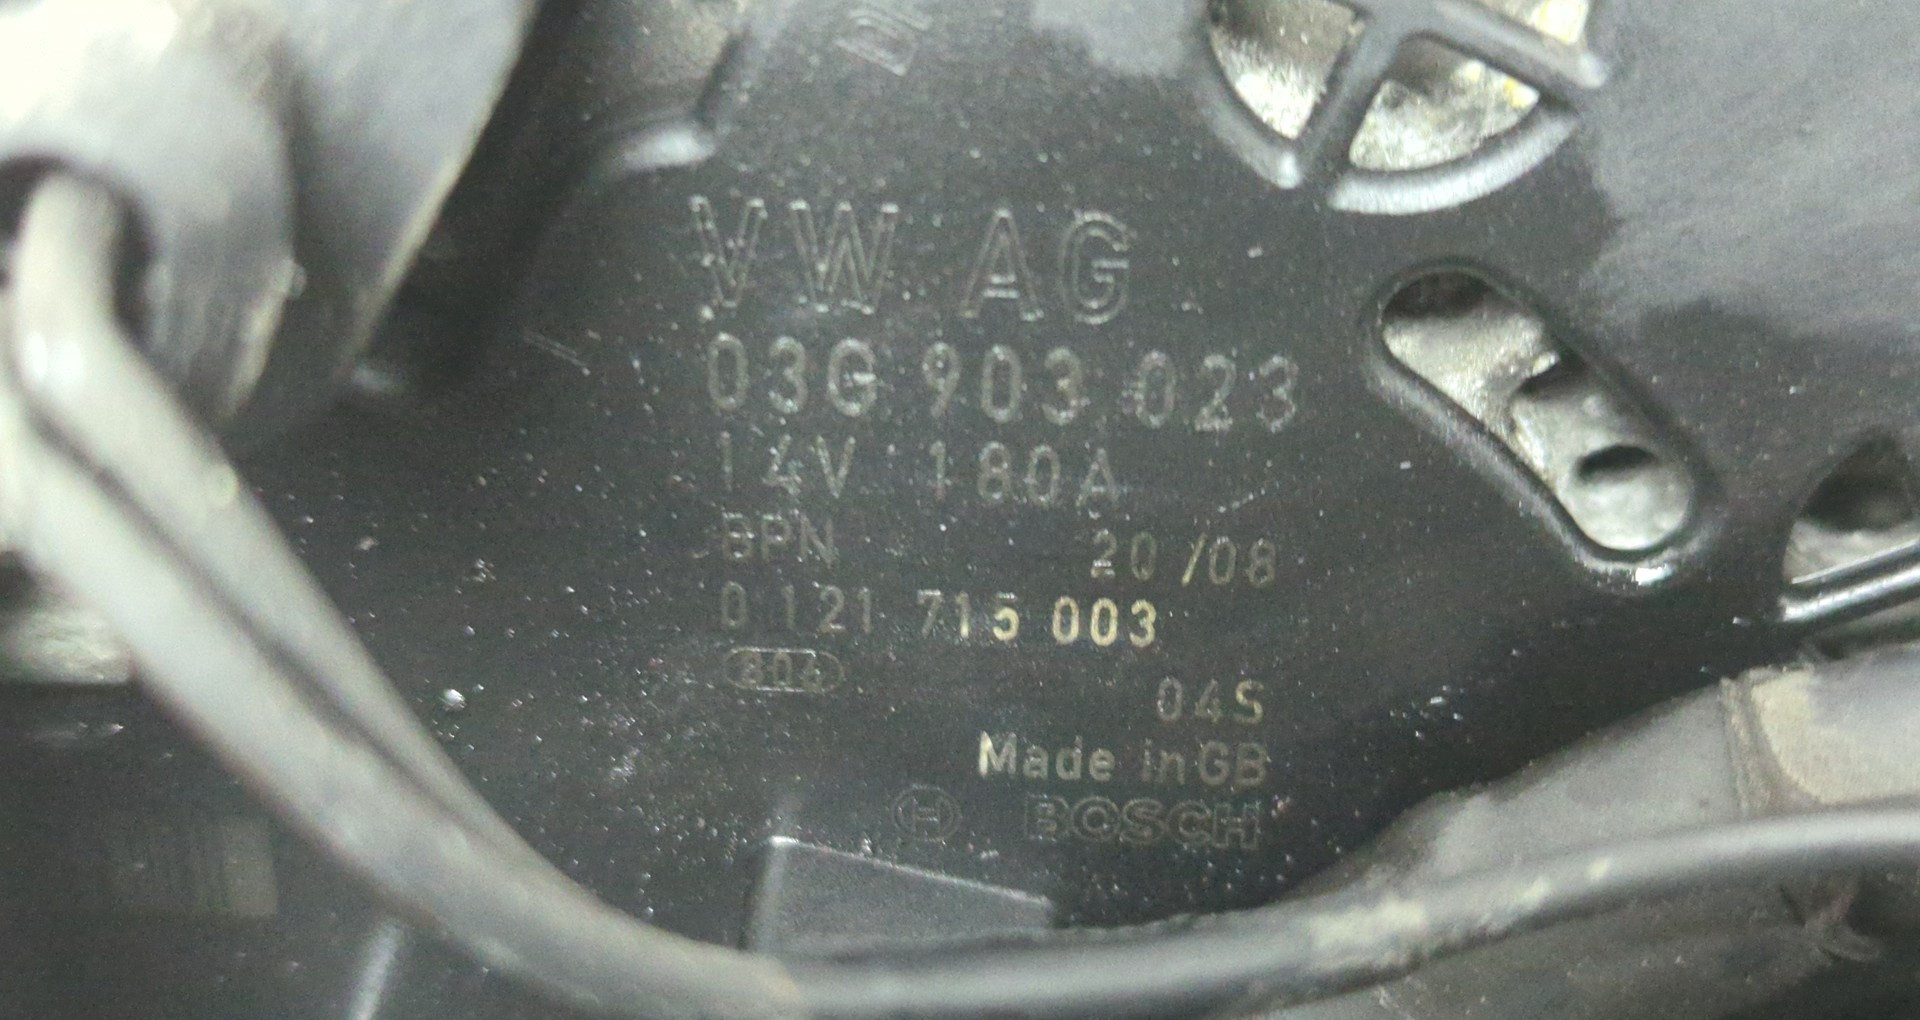 VW AG
03G 903 023
14V 180A
BPN 20/08
0 121 715 003
804
04S
Made in GB
BOSCH